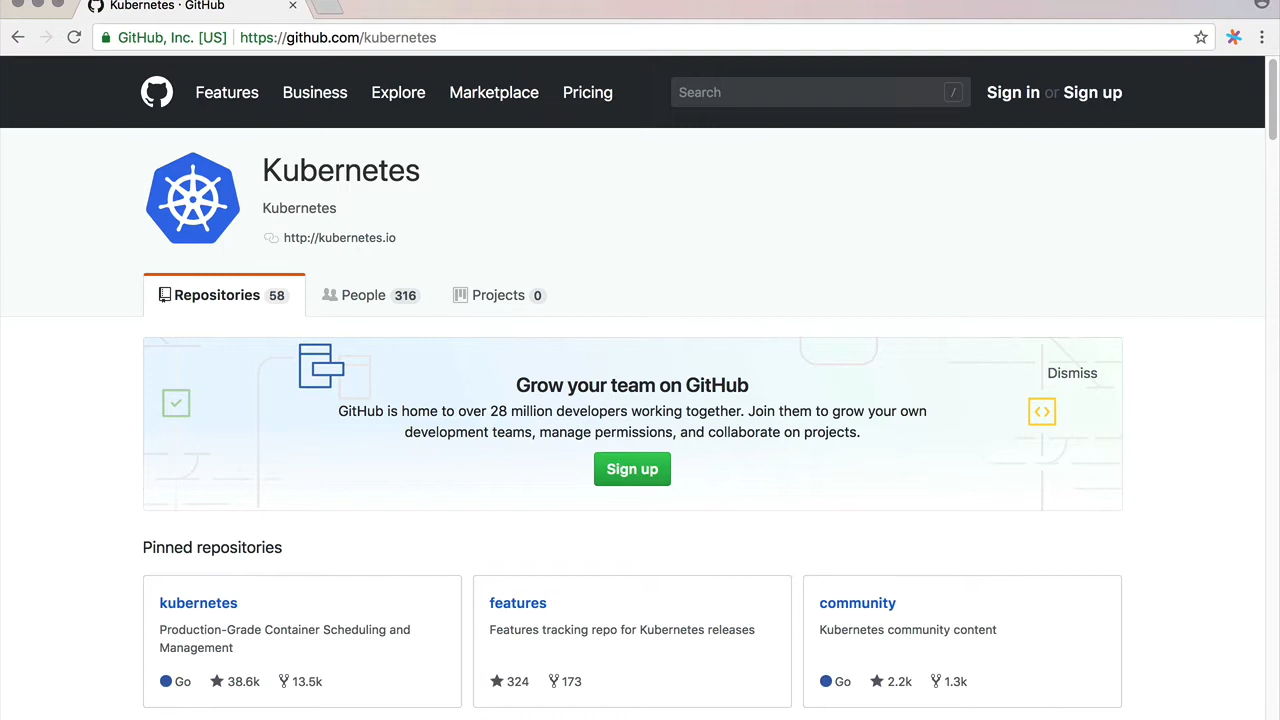 Kubernetes · GitHub
GitHub, Inc. [US] https://github.com/kubernetes
Features Business Explore Marketplace Pricing Search / Sign in or Sign up
Kubernetes
Kubernetes
http://kubernetes.io
Repositories 58 People 316 Projects 0
Dismiss
Grow your team on GitHub
GitHub is home to over 28 million developers working together. Join them to grow your own
development teams, manage permissions, and collaborate on projects.
Sign up
Pinned repositories
kubernetes
Production-Grade Container Scheduling and
Management
Go 38.6k 13.5k
features
Features tracking repo for Kubernetes releases
324 173
community
Kubernetes community content
Go 2.2k 1.3k